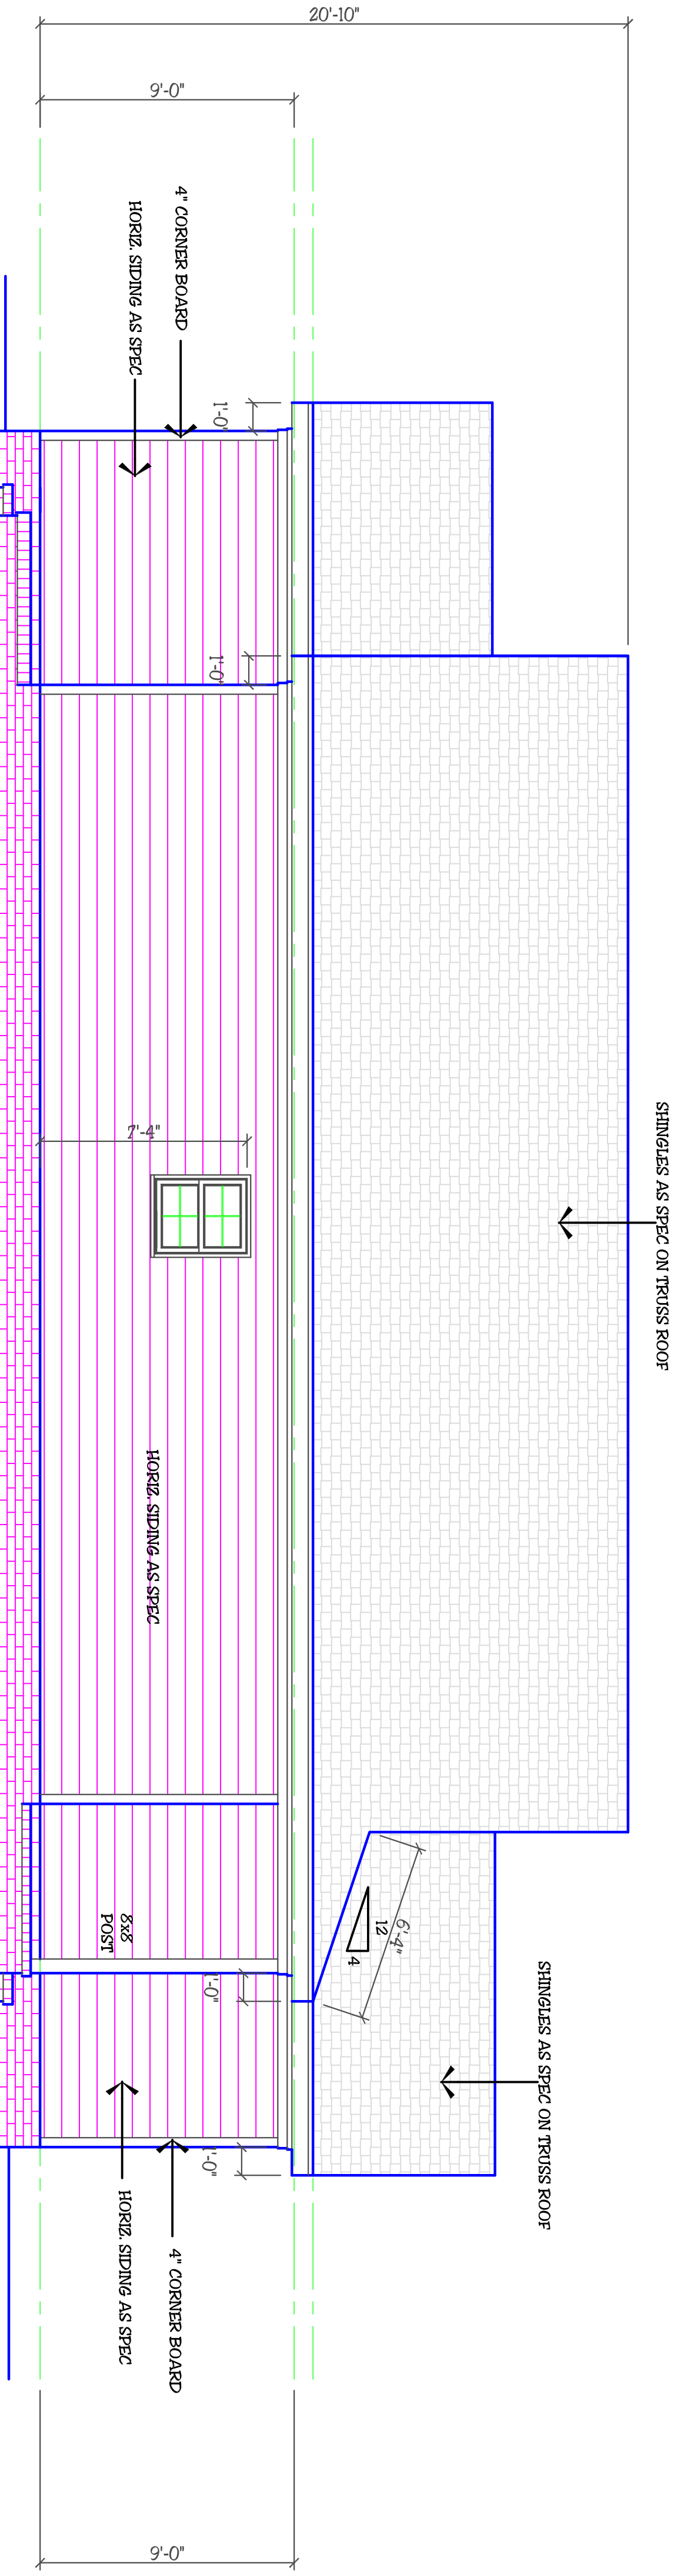 20'-10"
9'-0"
4" CORNER BOARD
HORIZ. SIDING AS SPEC
1'-0"
1'-0"
SHINGLES AS SPEC ON TRUSS ROOF
7'-4"
HORIZ. SIDING AS SPEC
8x8
POST
12
4
6'-4"
1'-0"
SHINGLES AS SPEC ON TRUSS ROOF
1'-0"
HORIZ. SIDING AS SPEC
4" CORNER BOARD
9'-0"